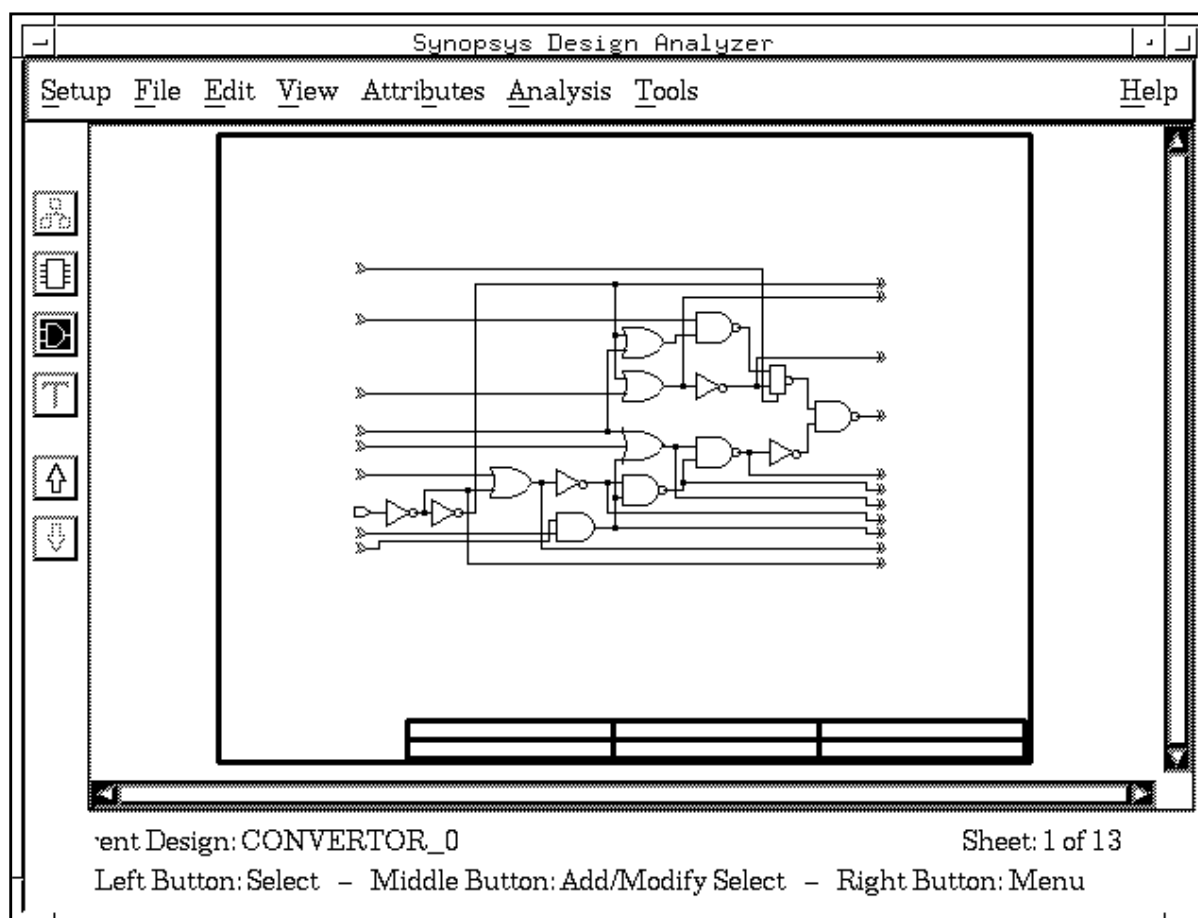 Synopsys Design Analyzer
Setup File Edit View Attributes Analysis Tools Help
rent Design: CONVERTOR_0 Sheet: 1 of 13
Left Button: Select – Middle Button: Add/Modify Select – Right Button: Menu